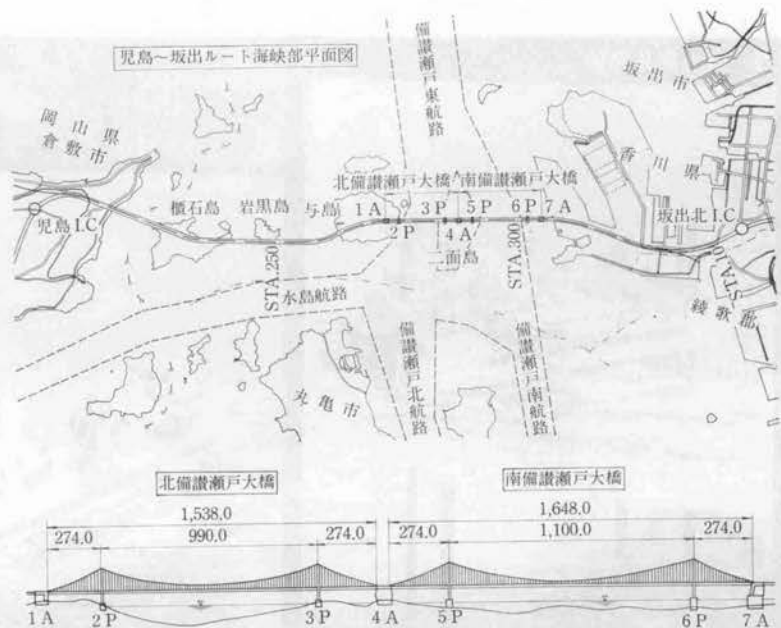 児島~坂出ルート海峡部平面図
備讃瀬戸東航路
坂出市
岡山県
倉敷市
香川県
北備讃瀬戸大橋 南備讃瀬戸大橋
櫃石島 岩黒島 与島
1A 3P 5P 6P 7A
2P 4A
児島I.C
坂出北I.C
三面島
STA.250
STA.300
水島航路
綾歌郡
備讃瀬戸北航路
備讃瀬戸南航路
丸亀市
北備讃瀬戸大橋 南備讃瀬戸大橋
1,538.0 1,648.0
274.0 990.0 274.0 274.0 1,100.0 274.0
1A 2P 3P 4A 5P 6P 7A